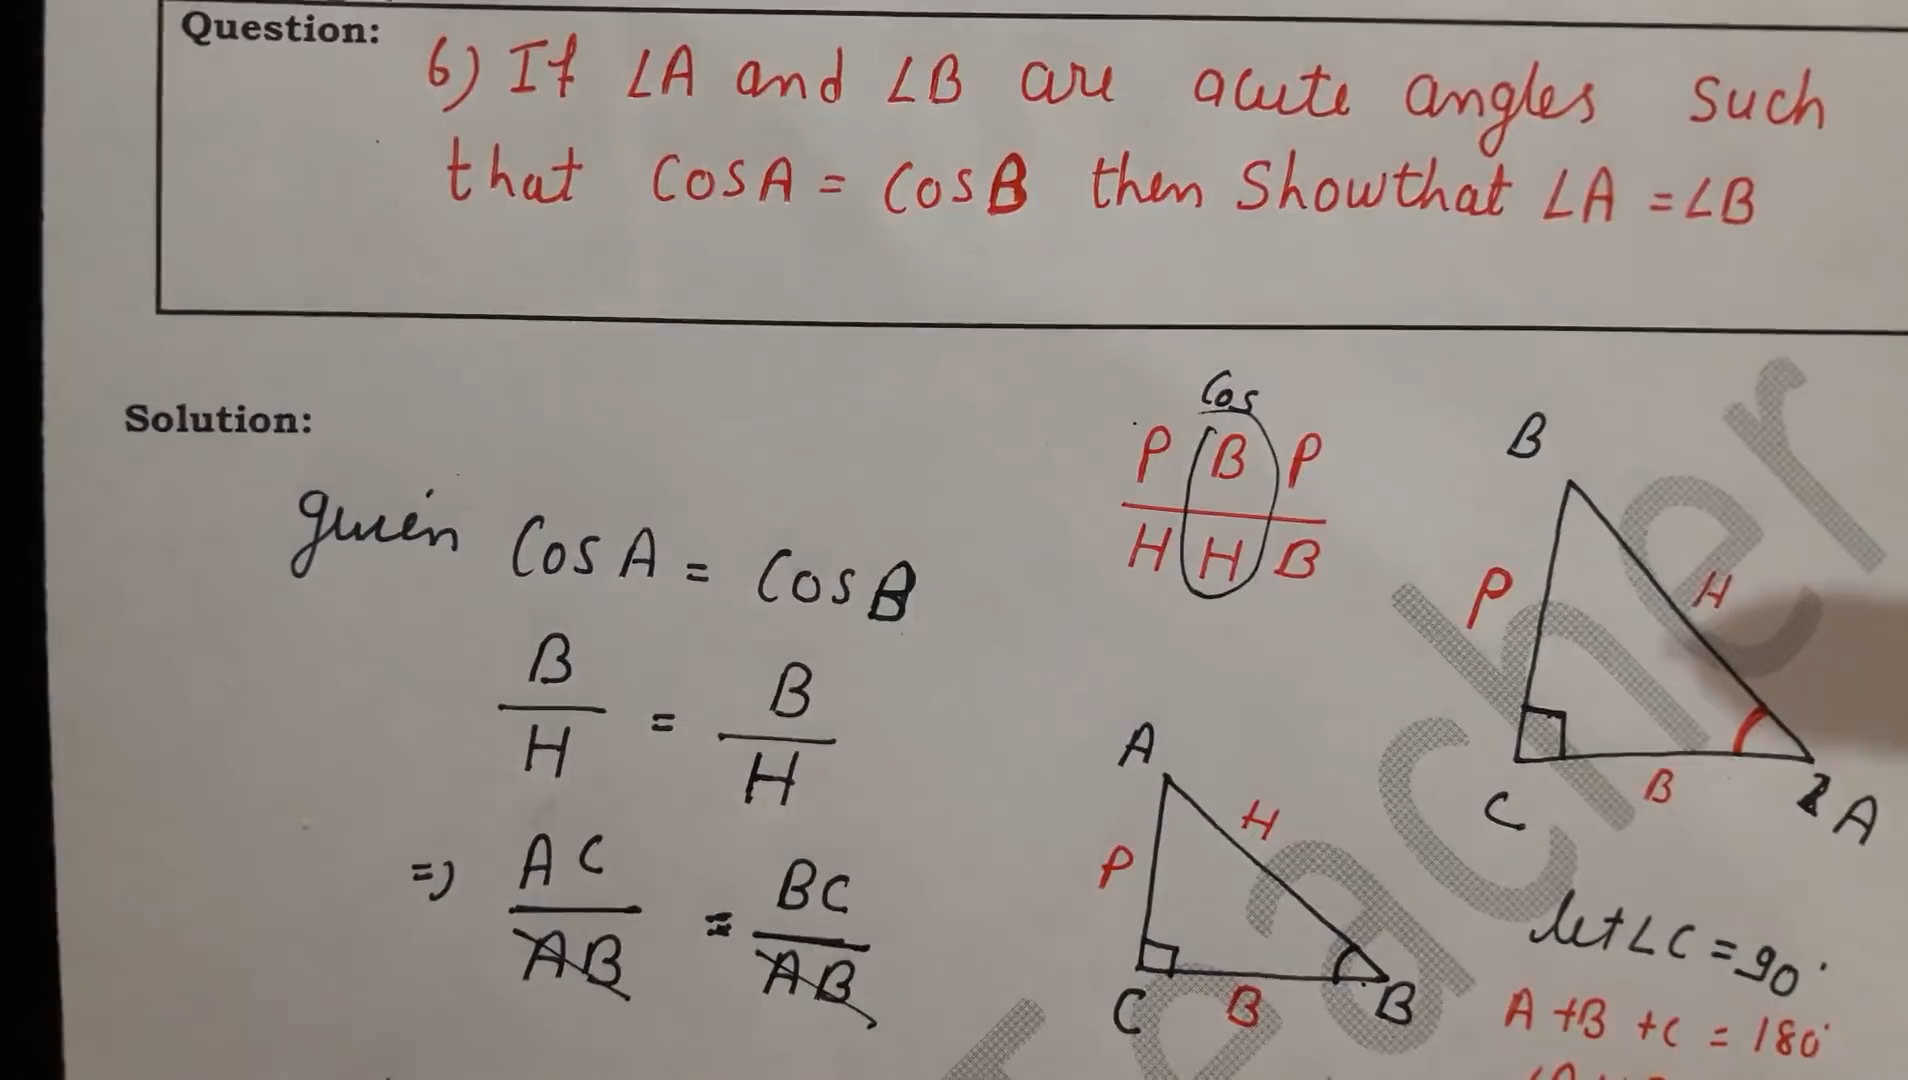 Question:
6) If ∠A and ∠B are acute angles such
that CosA = CosB then Showthat ∠A = ∠B
Solution:
given CosA = CosB
B/H = B/H
=) AC/AB = BC/AB
Cos
P B P
H H B
B
P H
C B A
A
P H
C B B
let ∠C = 90°
A + B + C = 180°
Teacher